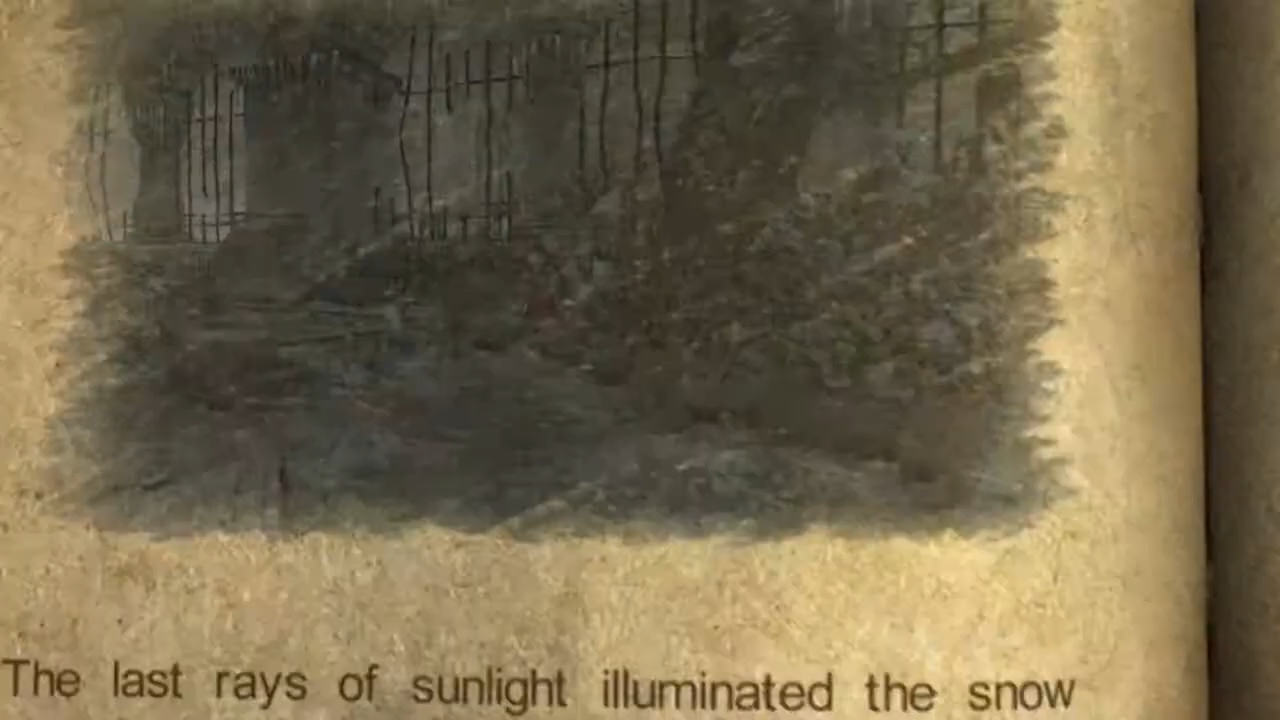 The last rays of sunlight illuminated the snow